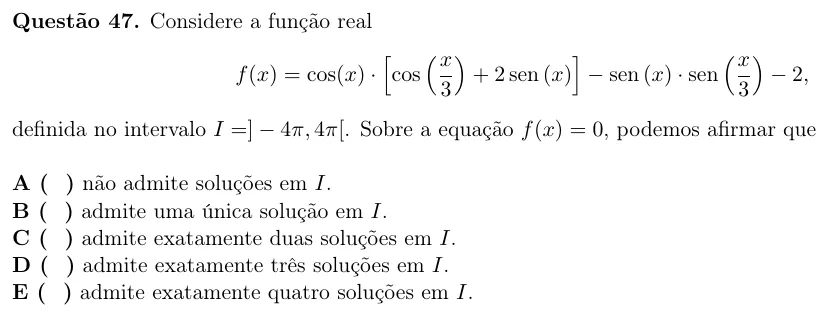 Questão 47. Considere a função real
f(x) = cos(x) · [cos(x/3) + 2 sen (x)] − sen (x) · sen (x/3) − 2,
definida no intervalo I =] − 4π, 4π[. Sobre a equação f(x) = 0, podemos afirmar que
A ( ) não admite soluções em I.
B ( ) admite uma única solução em I.
C ( ) admite exatamente duas soluções em I.
D ( ) admite exatamente três soluções em I.
E ( ) admite exatamente quatro soluções em I.